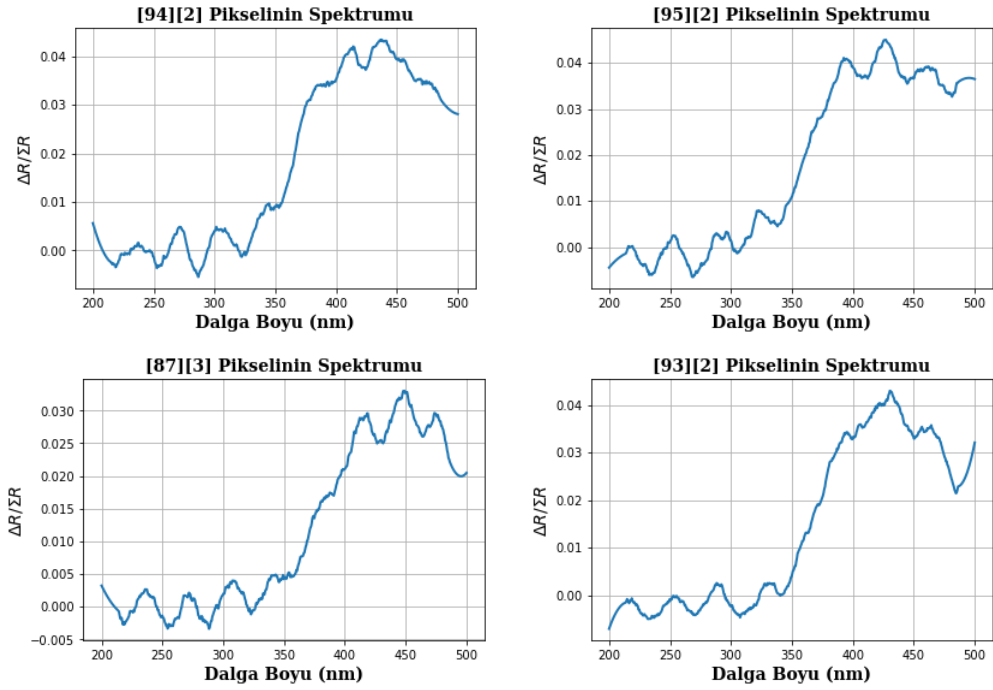 [94][2] Pikselinin Spektrumu
ΔR/ΣR
0.04
0.03
0.02
0.01
0.00
200 250 300 350 400 450 500
Dalga Boyu (nm)
[95][2] Pikselinin Spektrumu
ΔR/ΣR
0.04
0.03
0.02
0.01
0.00
200 250 300 350 400 450 500
Dalga Boyu (nm)
[87][3] Pikselinin Spektrumu
ΔR/ΣR
0.030
0.025
0.020
0.015
0.010
0.005
0.000
−0.005
200 250 300 350 400 450 500
Dalga Boyu (nm)
[93][2] Pikselinin Spektrumu
ΔR/ΣR
0.04
0.03
0.02
0.01
0.00
200 250 300 350 400 450 500
Dalga Boyu (nm)